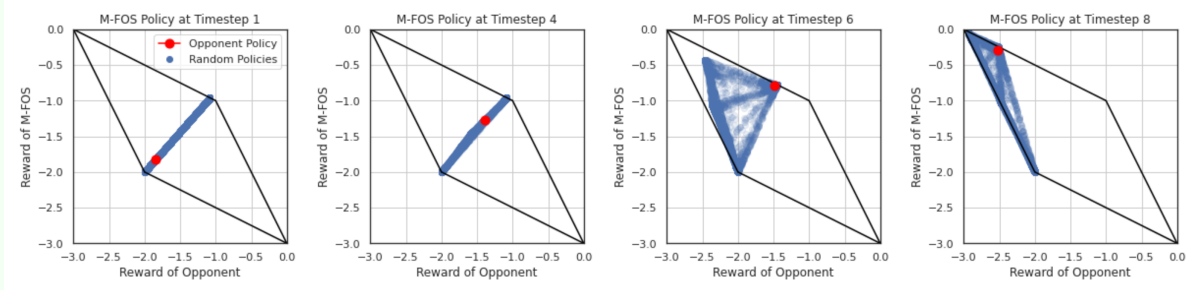 M-FOS Policy at Timestep 1
0.0
−0.5
−1.0
−1.5
−2.0
−2.5
−3.0
Reward of M-FOS
Opponent Policy
Random Policies
−3.0 −2.5 −2.0 −1.5 −1.0 −0.5 0.0
Reward of Opponent
M-FOS Policy at Timestep 4
0.0
−0.5
−1.0
−1.5
−2.0
−2.5
−3.0
Reward of M-FOS
−3.0 −2.5 −2.0 −1.5 −1.0 −0.5 0.0
Reward of Opponent
M-FOS Policy at Timestep 6
0.0
−0.5
−1.0
−1.5
−2.0
−2.5
−3.0
Reward of M-FOS
−3.0 −2.5 −2.0 −1.5 −1.0 −0.5 0.0
Reward of Opponent
M-FOS Policy at Timestep 8
0.0
−0.5
−1.0
−1.5
−2.0
−2.5
−3.0
Reward of M-FOS
−3.0 −2.5 −2.0 −1.5 −1.0 −0.5 0.0
Reward of Opponent